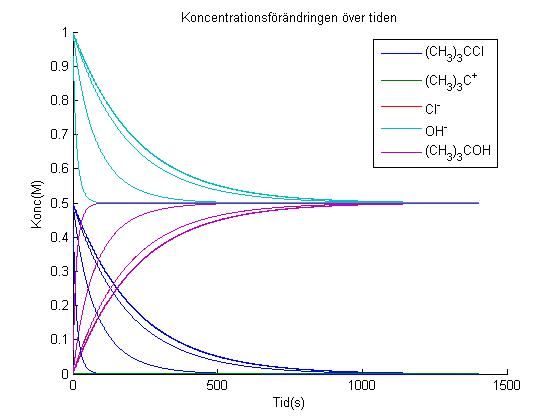 Koncentrationsförändringen över tiden
1
0.9
0.8
0.7
0.6
0.5
0.4
0.3
0.2
0.1
0
Konc(M)
(CH3)3CCl
(CH3)3C+
Cl-
OH-
(CH3)3COH
0 500 1000 1500
Tid(s)